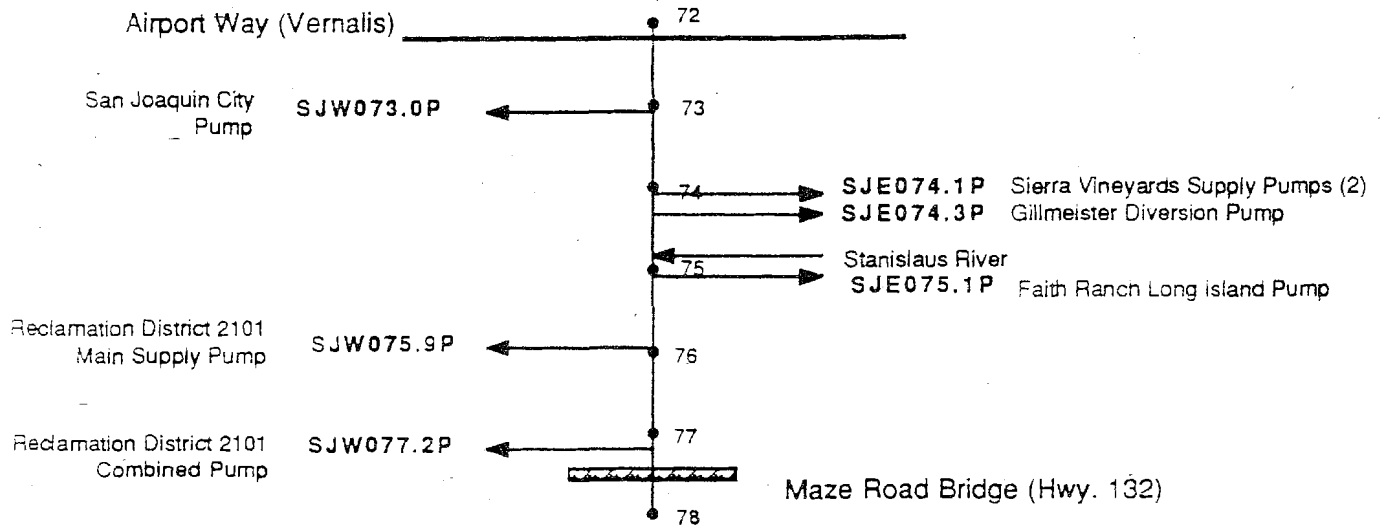 72
Airport Way (Vernalis)
San Joaquin City
Pump
SJW073.0P
73
74
SJE074.1P Sierra Vineyards Supply Pumps (2)
SJE074.3P Gillmeister Diversion Pump
Stanislaus River
75
SJE075.1P Faith Ranch Long island Pump
Reclamation District 2101
Main Supply Pump
SJW075.9P
76
77
Reclamation District 2101
Combined Pump
SJW077.2P
Maze Road Bridge (Hwy. 132)
78